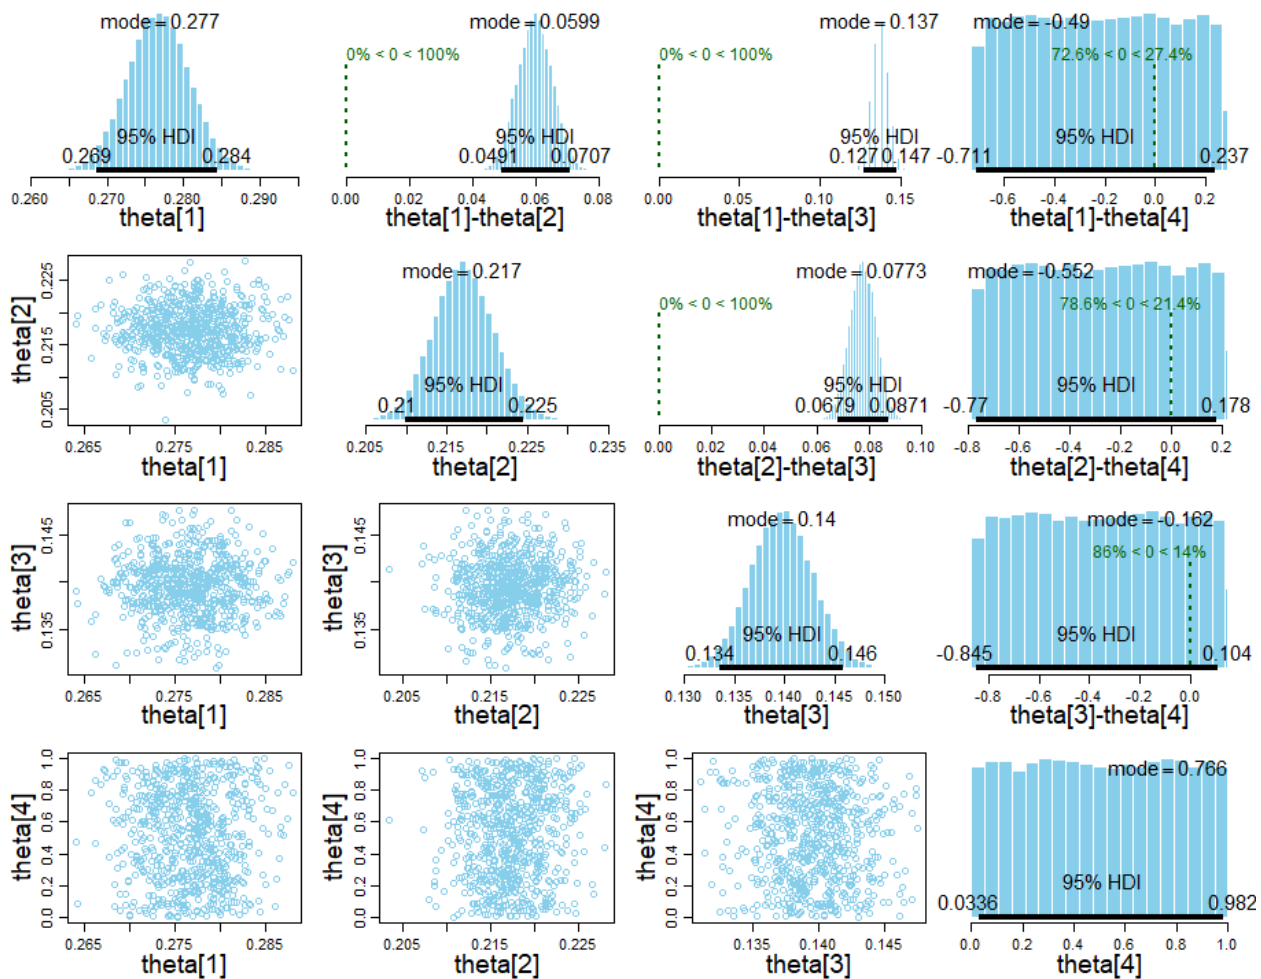 mode = 0.277
95% HDI
0.269 0.284
0.260 0.270 0.280 0.290
theta[1]
mode = 0.0599
0% < 0 < 100%
95% HDI
0.0491 0.0707
0.00 0.02 0.04 0.06 0.08
theta[1]-theta[2]
mode = 0.137
0% < 0 < 100%
95% HDI
0.127 0.147
0.00 0.05 0.10 0.15
theta[1]-theta[3]
mode = -0.49
72.6% < 0 < 27.4%
95% HDI
-0.711 0.237
-0.6 -0.4 -0.2 0.0 0.2
theta[1]-theta[4]
theta[2]
0.205 0.215 0.225
0.265 0.275 0.285
theta[1]
mode = 0.217
95% HDI
0.21 0.225
0.205 0.215 0.225 0.235
theta[2]
mode = 0.0773
0% < 0 < 100%
95% HDI
0.0679 0.0871
0.00 0.02 0.04 0.06 0.08 0.10
theta[2]-theta[3]
mode = -0.552
78.6% < 0 < 21.4%
95% HDI
-0.77 0.178
-0.8 -0.6 -0.4 -0.2 0.0 0.2
theta[2]-theta[4]
theta[3]
0.135 0.145
0.265 0.275 0.285
theta[1]
theta[3]
0.135 0.145
0.205 0.215 0.225
theta[2]
mode = 0.14
95% HDI
0.134 0.146
0.130 0.135 0.140 0.145 0.150
theta[3]
mode = -0.162
86% < 0 < 14%
95% HDI
-0.845 0.104
-0.8 -0.6 -0.4 -0.2 0.0
theta[3]-theta[4]
theta[4]
0.0 0.2 0.4 0.6 0.8 1.0
0.265 0.275 0.285
theta[1]
theta[4]
0.0 0.2 0.4 0.6 0.8 1.0
0.205 0.215 0.225
theta[2]
theta[4]
0.0 0.2 0.4 0.6 0.8 1.0
0.135 0.140 0.145
theta[3]
mode = 0.766
95% HDI
0.0336 0.982
0.0 0.2 0.4 0.6 0.8 1.0
theta[4]